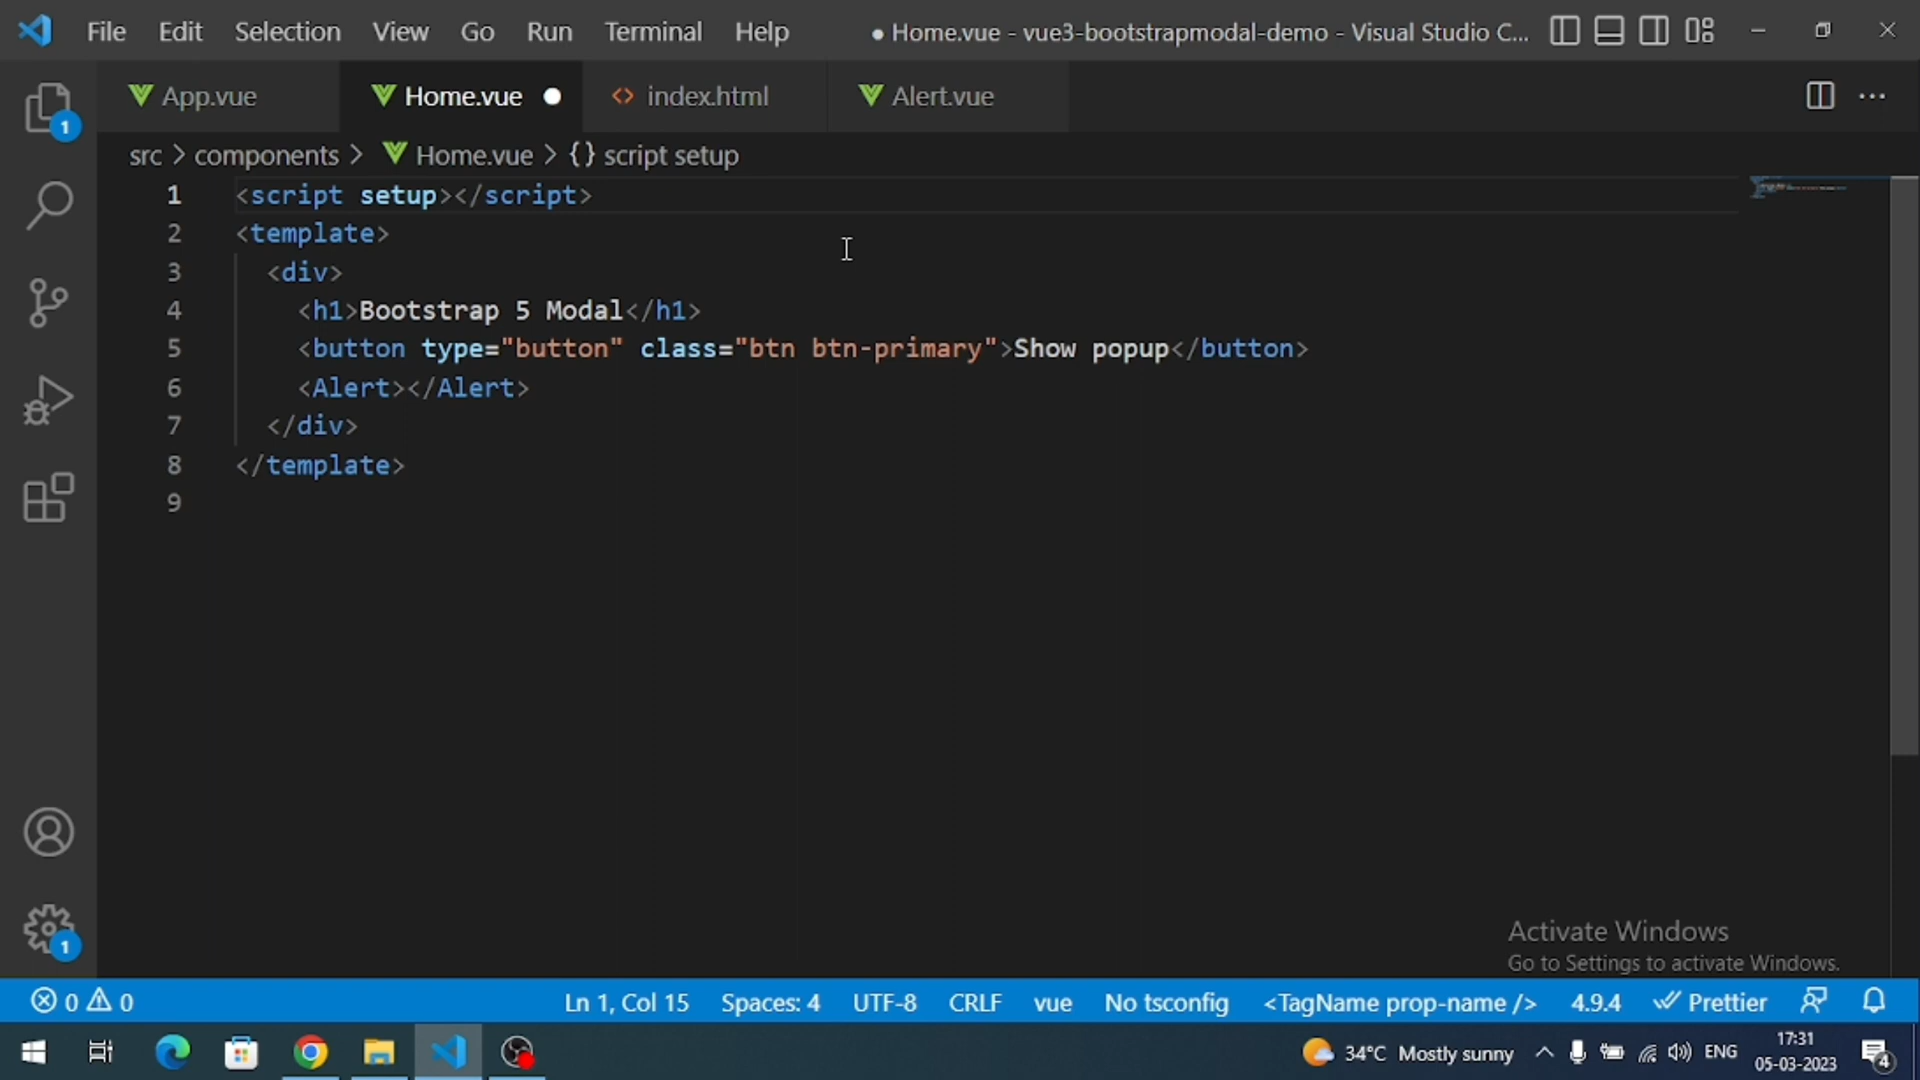 File Edit Selection View Go Run Terminal Help ● Home.vue - vue3-bootstrapmodal-demo - Visual Studio C...
App.vue Home.vue ● <> index.html Alert.vue ...
1
src > components > Home.vue > {} script setup
1 <script setup></script>
2 <template>
3 <div>
4 <h1>Bootstrap 5 Modal</h1>
5 <button type="button" class="btn btn-primary">Show popup</button>
6 <Alert></Alert>
7 </div>
8 </template>
9
Activate Windows
1
Go to Settings to activate Windows.
0 0 Ln 1, Col 15 Spaces: 4 UTF-8 CRLF vue No tsconfig <TagName prop-name /> 4.9.4 Prettier
34°C Mostly sunny ENG 17:31
05-03-2023 4